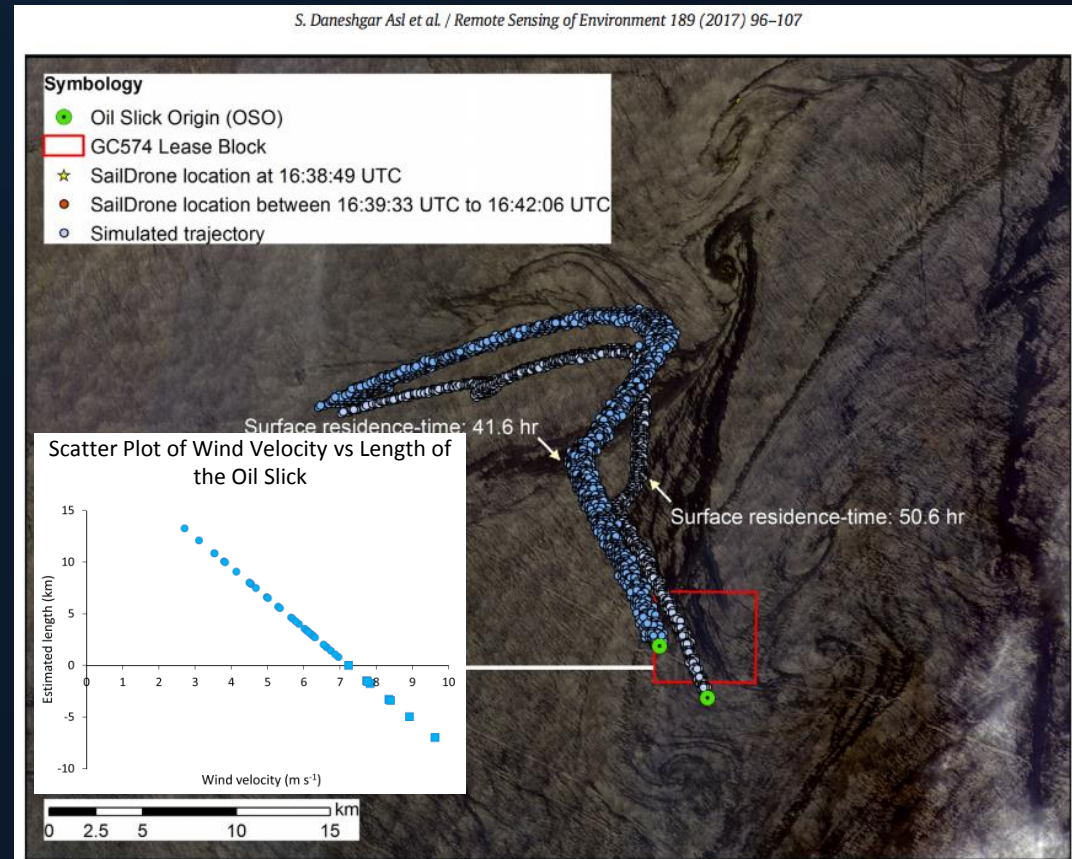 S. Daneshgar Asl et al. / Remote Sensing of Environment 189 (2017) 96–107
Symbology
Oil Slick Origin (OSO)
GC574 Lease Block
SailDrone location at 16:38:49 UTC
SailDrone location between 16:39:33 UTC to 16:42:06 UTC
Simulated trajectory
Surface residence-time: 41.6 hr
Surface residence-time: 50.6 hr
Scatter Plot of Wind Velocity vs Length of
the Oil Slick
Estimated length (km)
15
10
5
0
-5
-10
0 1 2 3 4 5 6 7 8 9 10
Wind velocity (m s⁻¹)
km
0 2.5 5 10 15